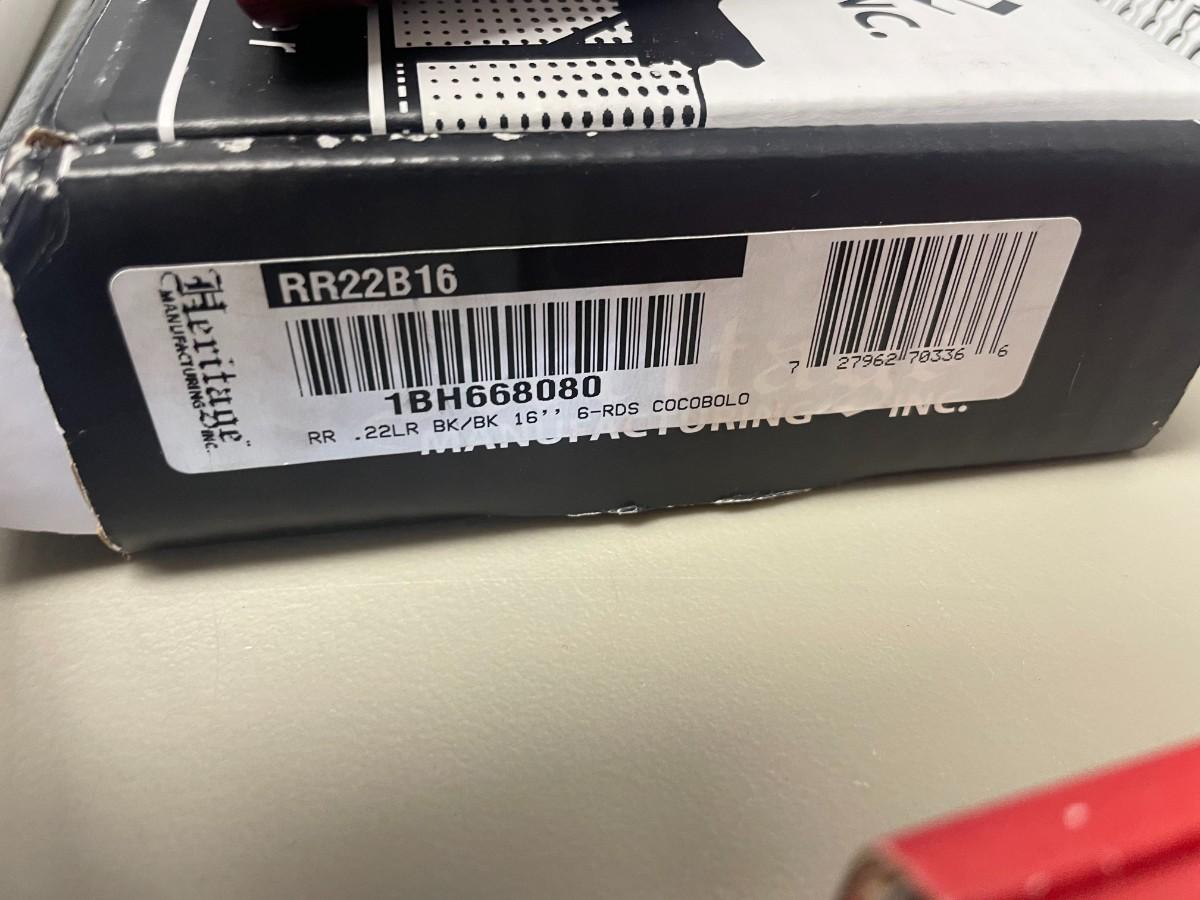 INC.
RR22B16
Heritage
MANUFACTURING INC.
1BH668080
RR .22LR BK/BK 16’’ 6-RDS COCOBOLO
7 27962 70336 6
MANUFACTURING INC.